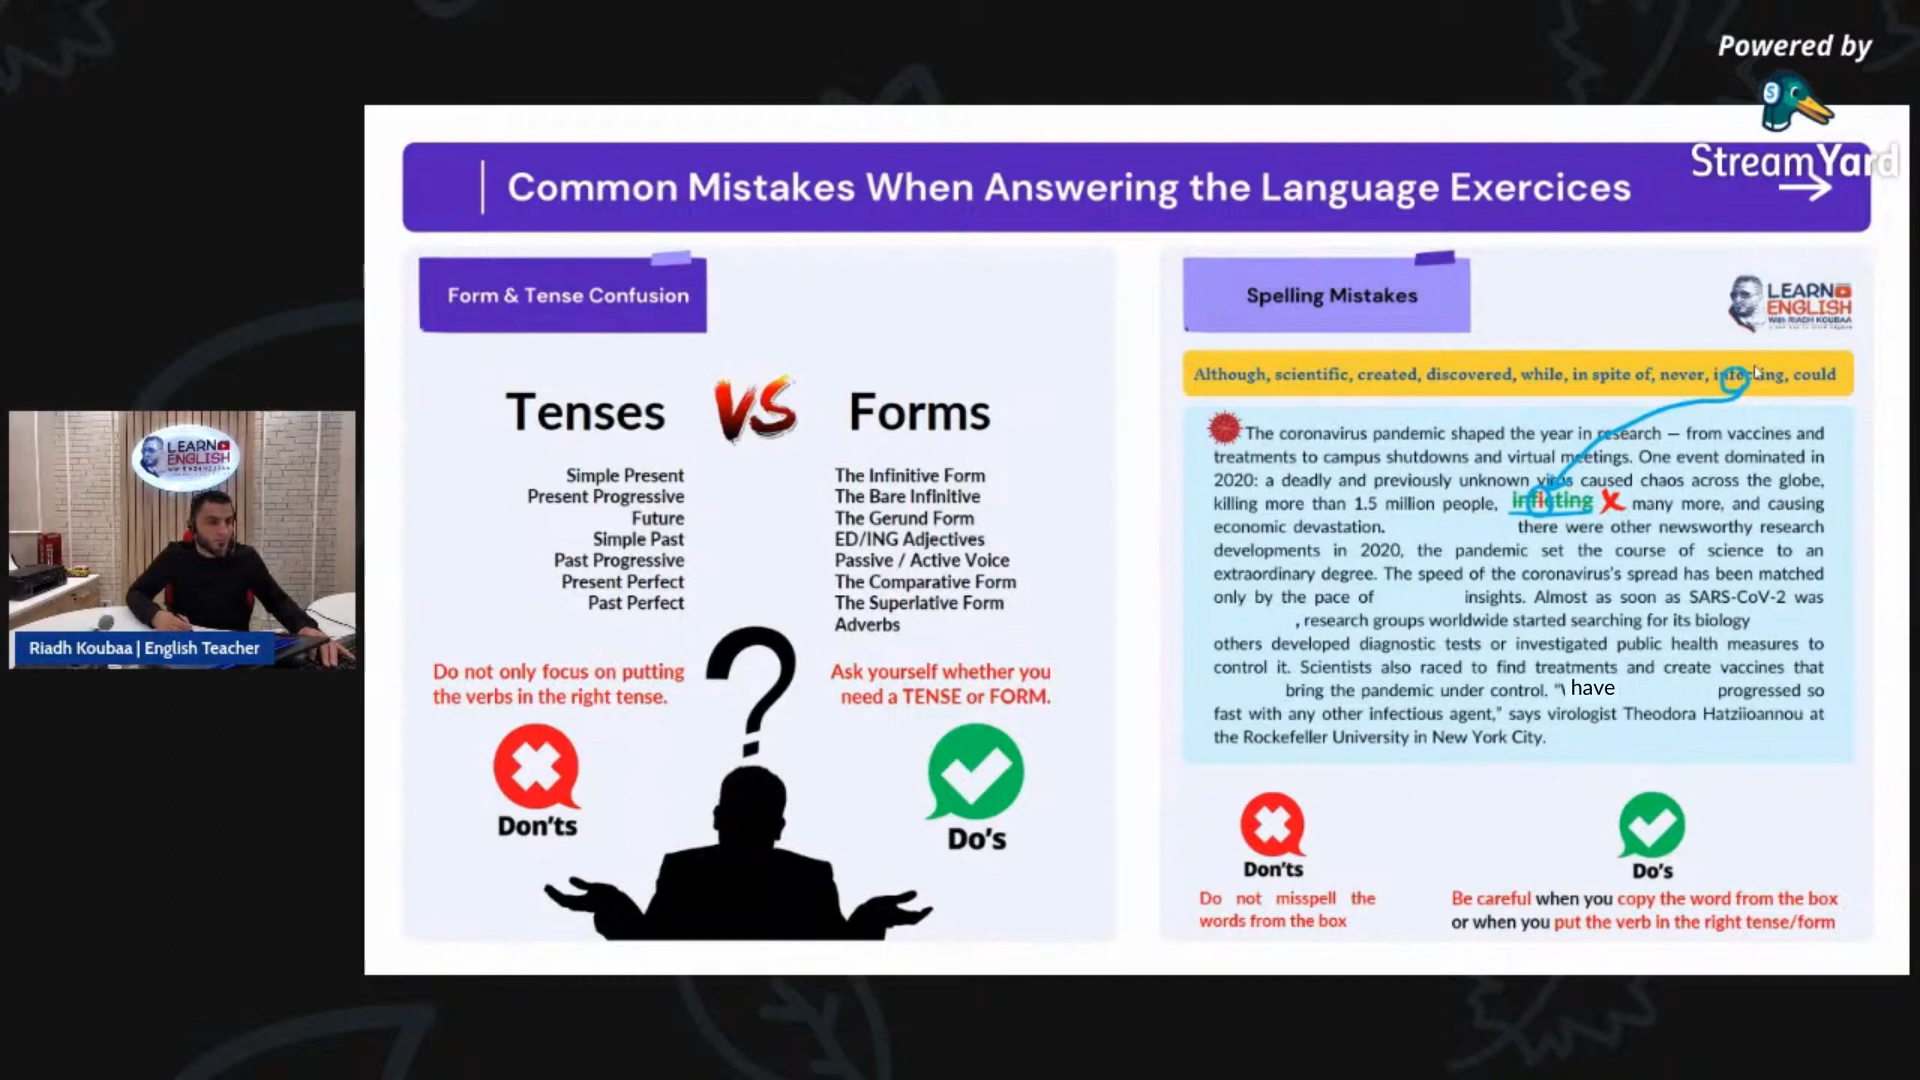 Powered by
StreamYard
Common Mistakes When Answering the Language Exercices
Form & Tense Confusion
Tenses VS Forms
Simple Present
Present Progressive
Future
Simple Past
Past Progressive
Present Perfect
Past Perfect
The Infinitive Form
The Bare Infinitive
The Gerund Form
ED/ING Adjectives
Passive / Active Voice
The Comparative Form
The Superlative Form
Adverbs
Do not only focus on putting
the verbs in the right tense.
Ask yourself whether you
need a TENSE or FORM.
?
Don'ts
Do's
Spelling Mistakes
LEARN
ENGLISH
With RIADH KOUBAA
Although, scientific, created, discovered, while, in spite of, never, infecting, could
The coronavirus pandemic shaped the year in research — from vaccines and
treatments to campus shutdowns and virtual meetings. One event dominated in
2020: a deadly and previously unknown virus caused chaos across the globe,
killing more than 1.5 million people, inficting many more, and causing
economic devastation. there were other newsworthy research
developments in 2020, the pandemic set the course of science to an
extraordinary degree. The speed of the coronavirus's spread has been matched
only by the pace of insights. Almost as soon as SARS-CoV-2 was
, research groups worldwide started searching for its biology
others developed diagnostic tests or investigated public health measures to
control it. Scientists also raced to find treatments and create vaccines that
bring the pandemic under control. " have progressed so
fast with any other infectious agent," says virologist Theodora Hatziioannou at
the Rockefeller University in New York City.
Don'ts
Do not misspell the
words from the box
Do's
Be careful when you copy the word from the box
or when you put the verb in the right tense/form
LEARN
ENGLISH
Riadh Koubaa | English Teacher